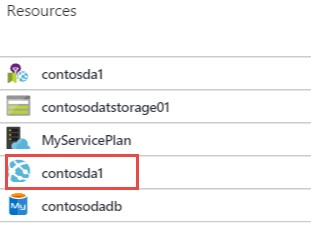 Resources
contosda1
contosodatstorage01
MyServicePlan
contosda1
contosodadb